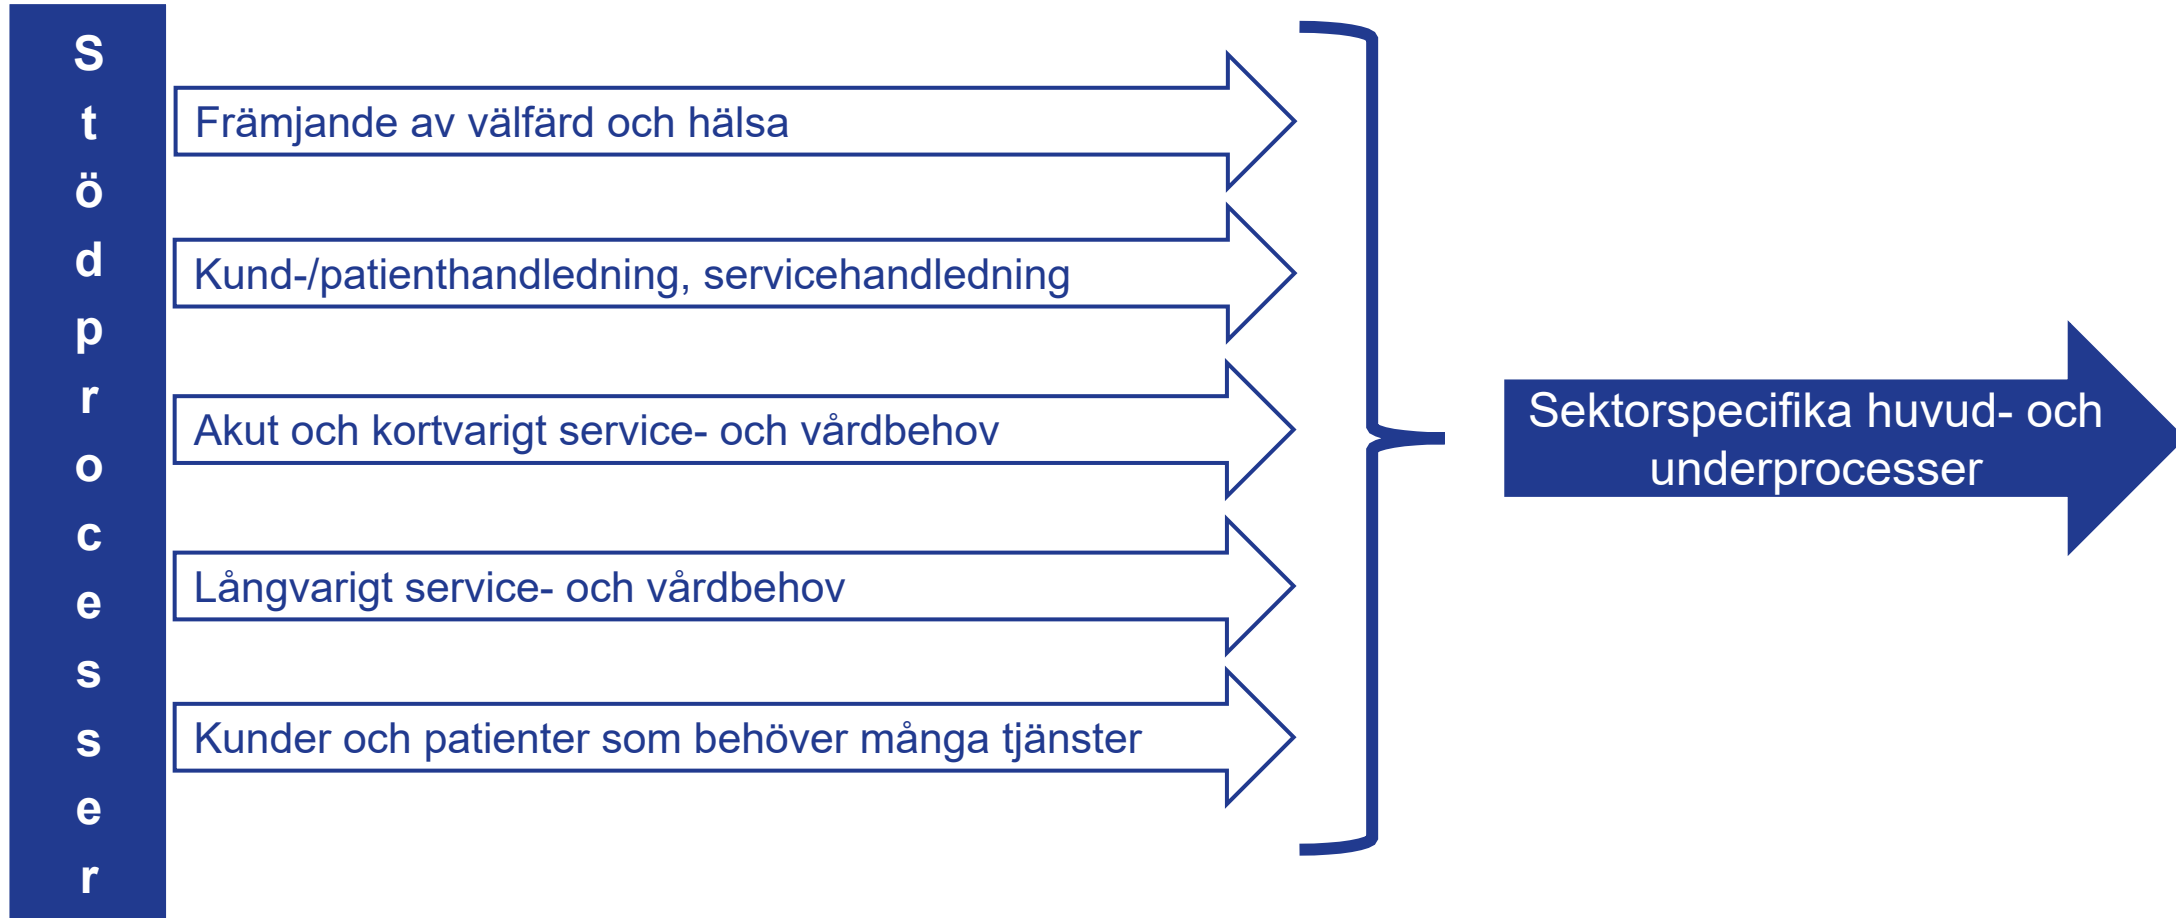 Stödprocesser
Främjande av välfärd och hälsa
Kund-/patienthandledning, servicehandledning
Akut och kortvarigt service- och vårdbehov
Långvarigt service- och vårdbehov
Kunder och patienter som behöver många tjänster
Sektorspecifika huvud- och
underprocesser